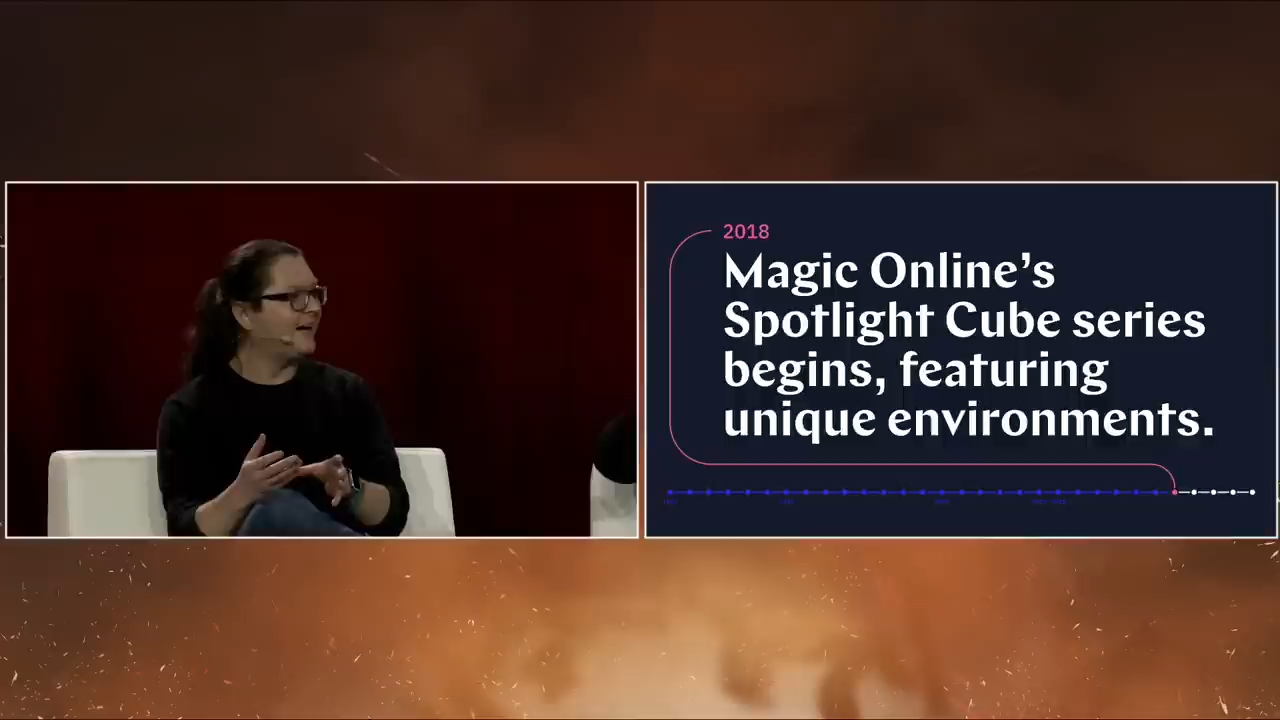 2018
Magic Online’s
Spotlight Cube series
begins, featuring
unique environments.